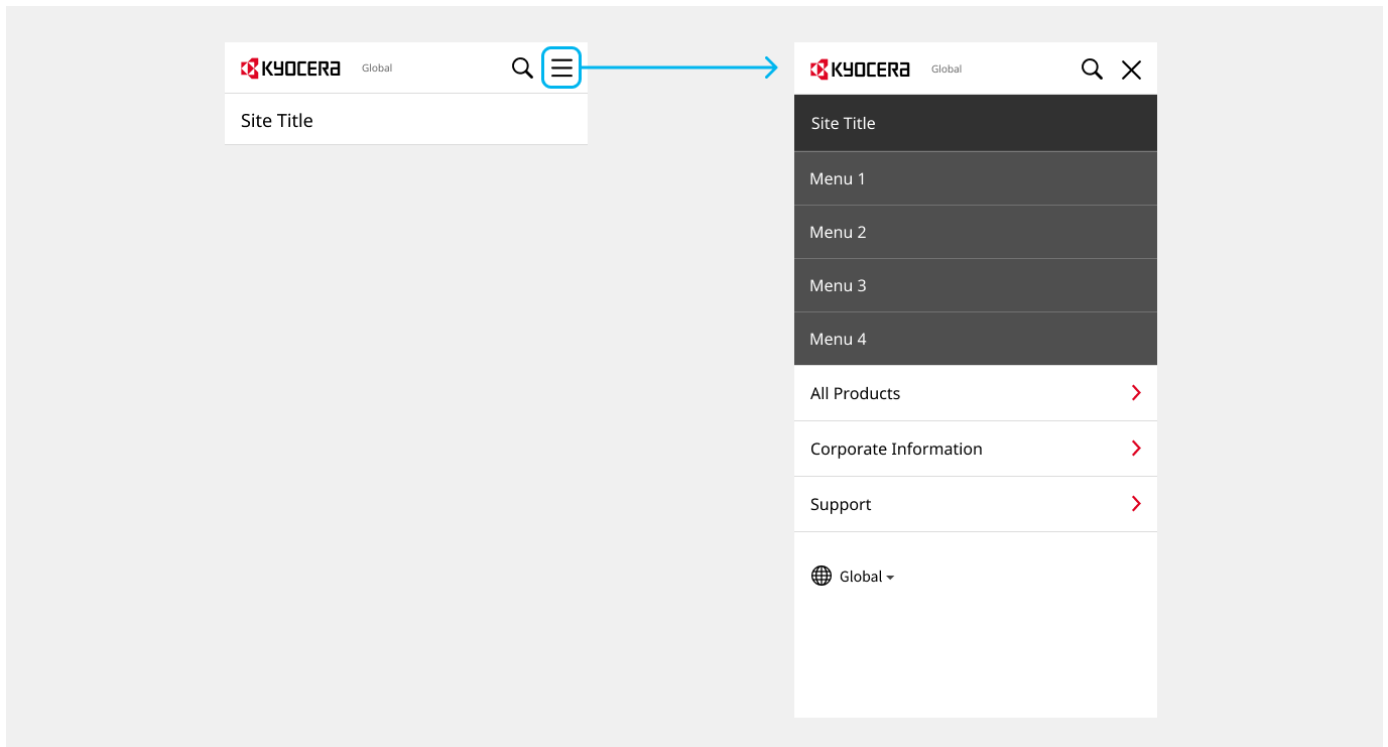 KYOCERA Global
Site Title
KYOCERA Global
Site Title
Menu 1
Menu 2
Menu 3
Menu 4
All Products
Corporate Information
Support
Global